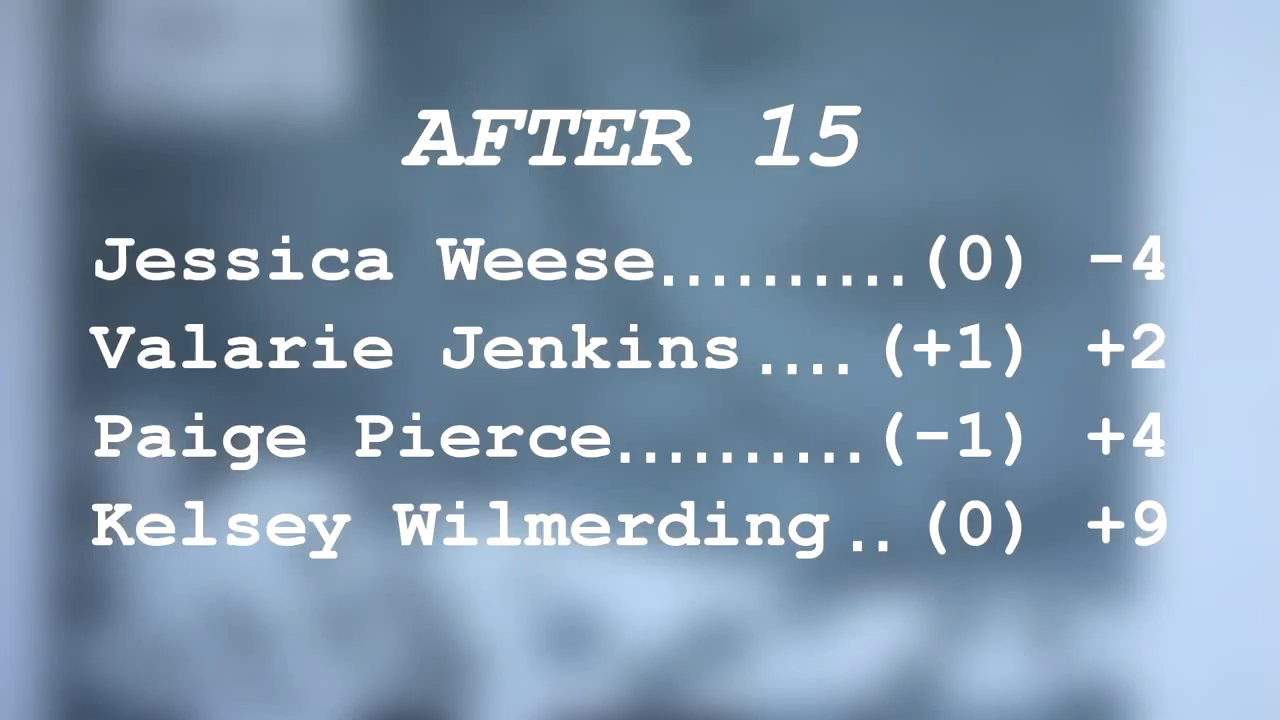 AFTER 15
Jessica Weese..........(0) -4
Valarie Jenkins ....(+1) +2
Paige Pierce..........(-1) +4
Kelsey Wilmerding ..(0) +9